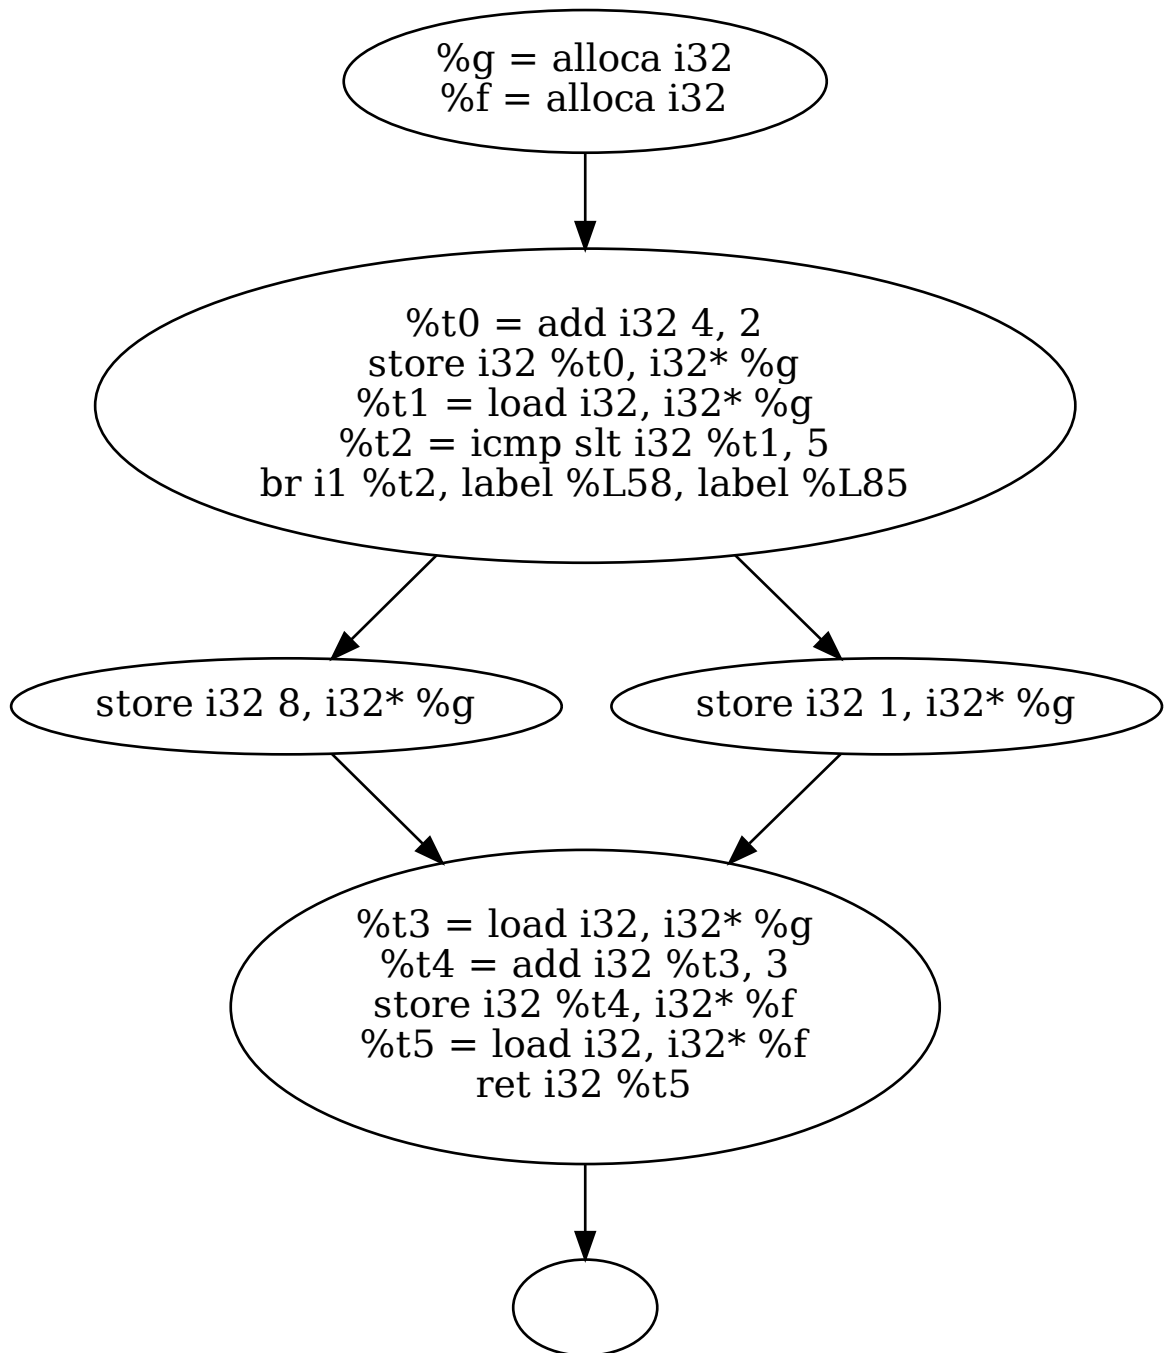 %g = alloca i32
%f = alloca i32
%t0 = add i32 4, 2
store i32 %t0, i32* %g
%t1 = load i32, i32* %g
%t2 = icmp slt i32 %t1, 5
br i1 %t2, label %L58, label %L85
store i32 8, i32* %g
store i32 1, i32* %g
%t3 = load i32, i32* %g
%t4 = add i32 %t3, 3
store i32 %t4, i32* %f
%t5 = load i32, i32* %f
ret i32 %t5